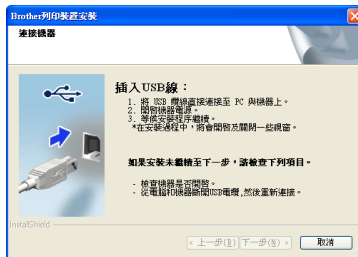 Brother列印裝置安裝
連接機器
插入USB線：
1. 將 USB 纜線直接連接至 PC 與機器上。
2. 開啓機器電源。
3. 等候安裝程序繼續。
*在安裝過程中，將會開啓及關閉一些視窗。
如果安裝未繼續至下一步，請檢查下列項目。
- 檢查機器是否開啓。
- 從電腦和機器斷開USB電纜,然後重新連接。
InstallShield
< 上一步(B) 下一步(N) > 取消